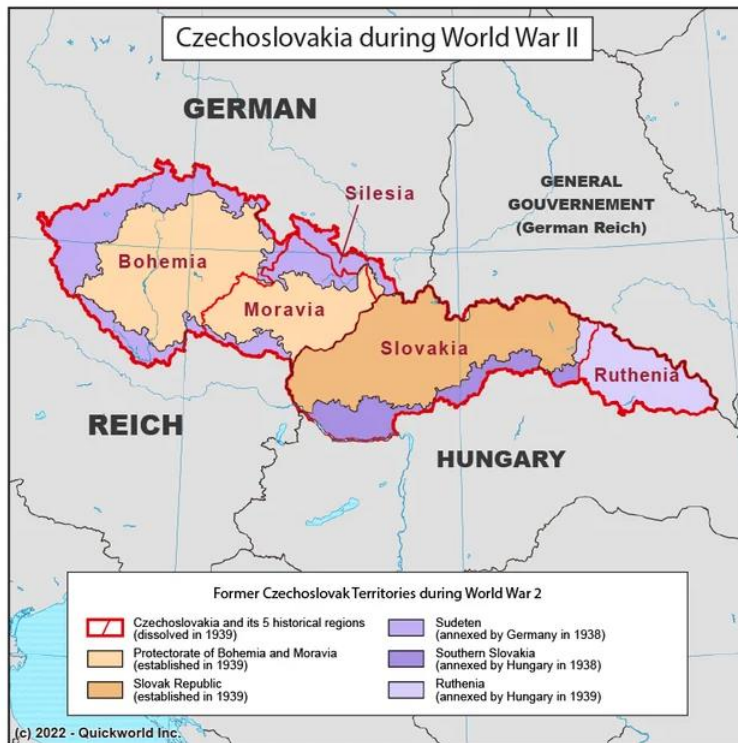 Czechoslovakia during World War II
GERMAN
Silesia
GENERAL
GOUVERNEMENT
(German Reich)
Bohemia
Moravia
Slovakia
Ruthenia
REICH
HUNGARY
Former Czechoslovak Territories during World War 2
Czechoslovakia and its 5 historical regions
(dissolved in 1939)
Protectorate of Bohemia and Moravia
(established in 1939)
Slovak Republic
(established in 1939)
Sudeten
(annexed by Germany in 1938)
Southern Slovakia
(annexed by Hungary in 1938)
Ruthenia
(annexed by Hungary in 1939)
(c) 2022 - Quickworld Inc.